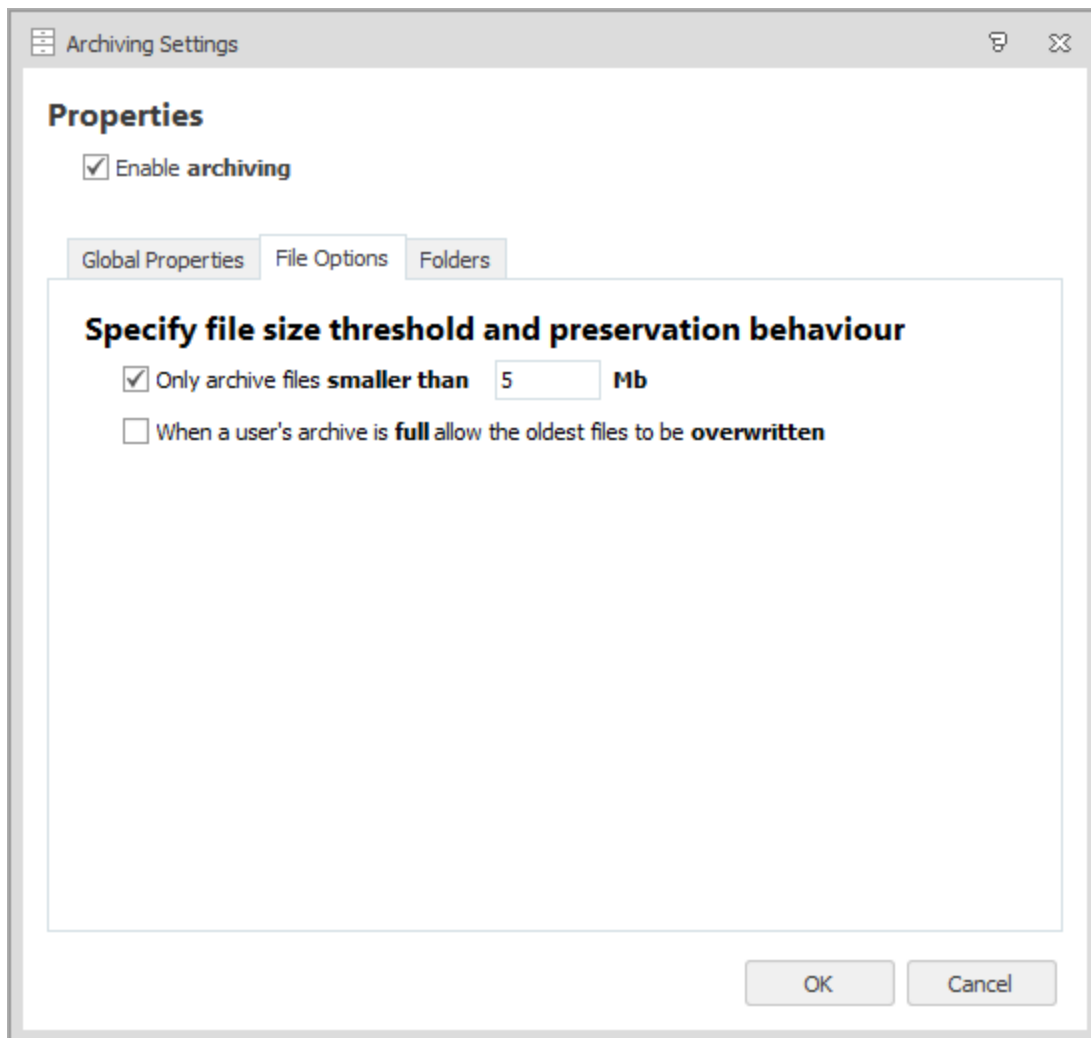 Archiving Settings
Properties
Enable archiving
Global Properties File Options Folders
Specify file size threshold and preservation behaviour
Only archive files smaller than 5 Mb
When a user's archive is full allow the oldest files to be overwritten
OK Cancel